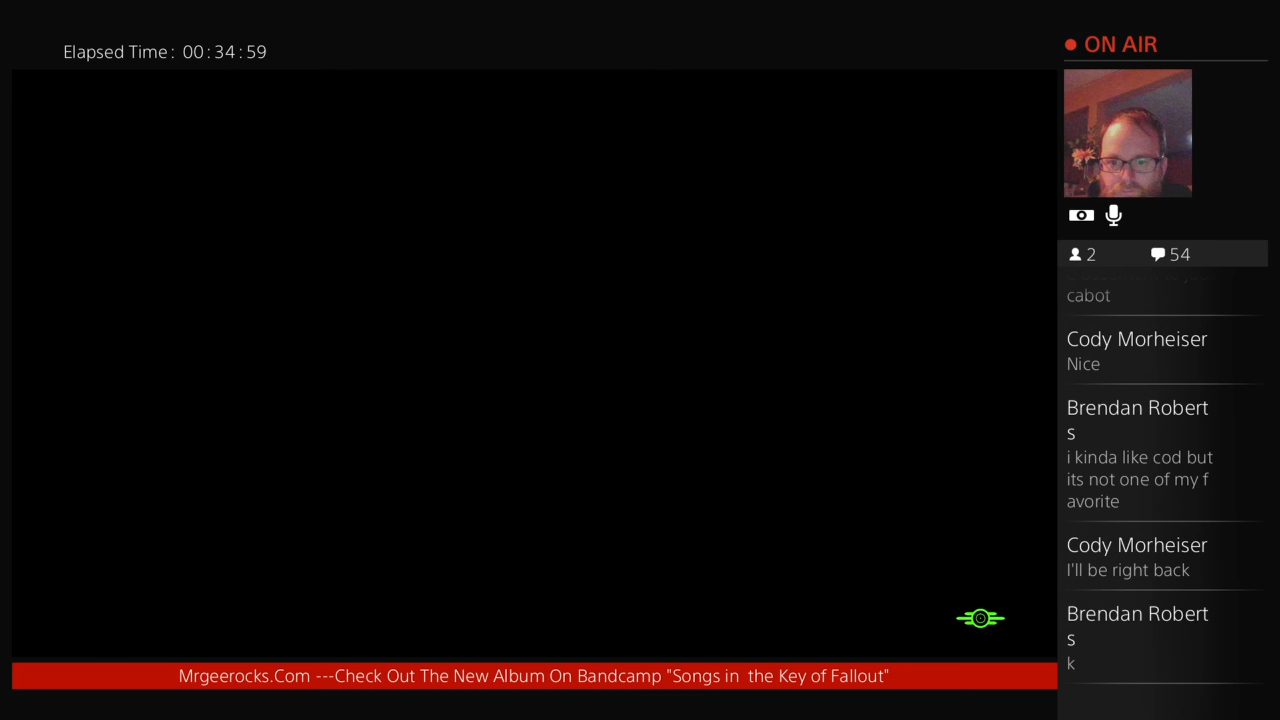 Elapsed Time: 00:34:59
ON AIR
2 54
cabot
Cody Morheiser
Nice
Brendan Robert
s
i kinda like cod but
its not one of my f
avorite
Cody Morheiser
I'll be right back
Brendan Robert
s
k
Mrgeerocks.Com ---Check Out The New Album On Bandcamp "Songs in  the Key of Fallout"